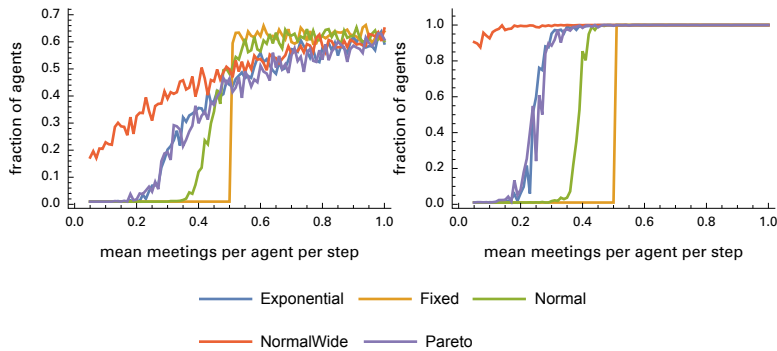 0.7
0.6
0.5
0.4
0.3
0.2
0.1
0.0
fraction of agents
0.0 0.2 0.4 0.6 0.8 1.0
mean meetings per agent per step
1.0
0.8
0.6
0.4
0.2
0.0
fraction of agents
0.0 0.2 0.4 0.6 0.8 1.0
mean meetings per agent per step
Exponential Fixed Normal
NormalWide Pareto